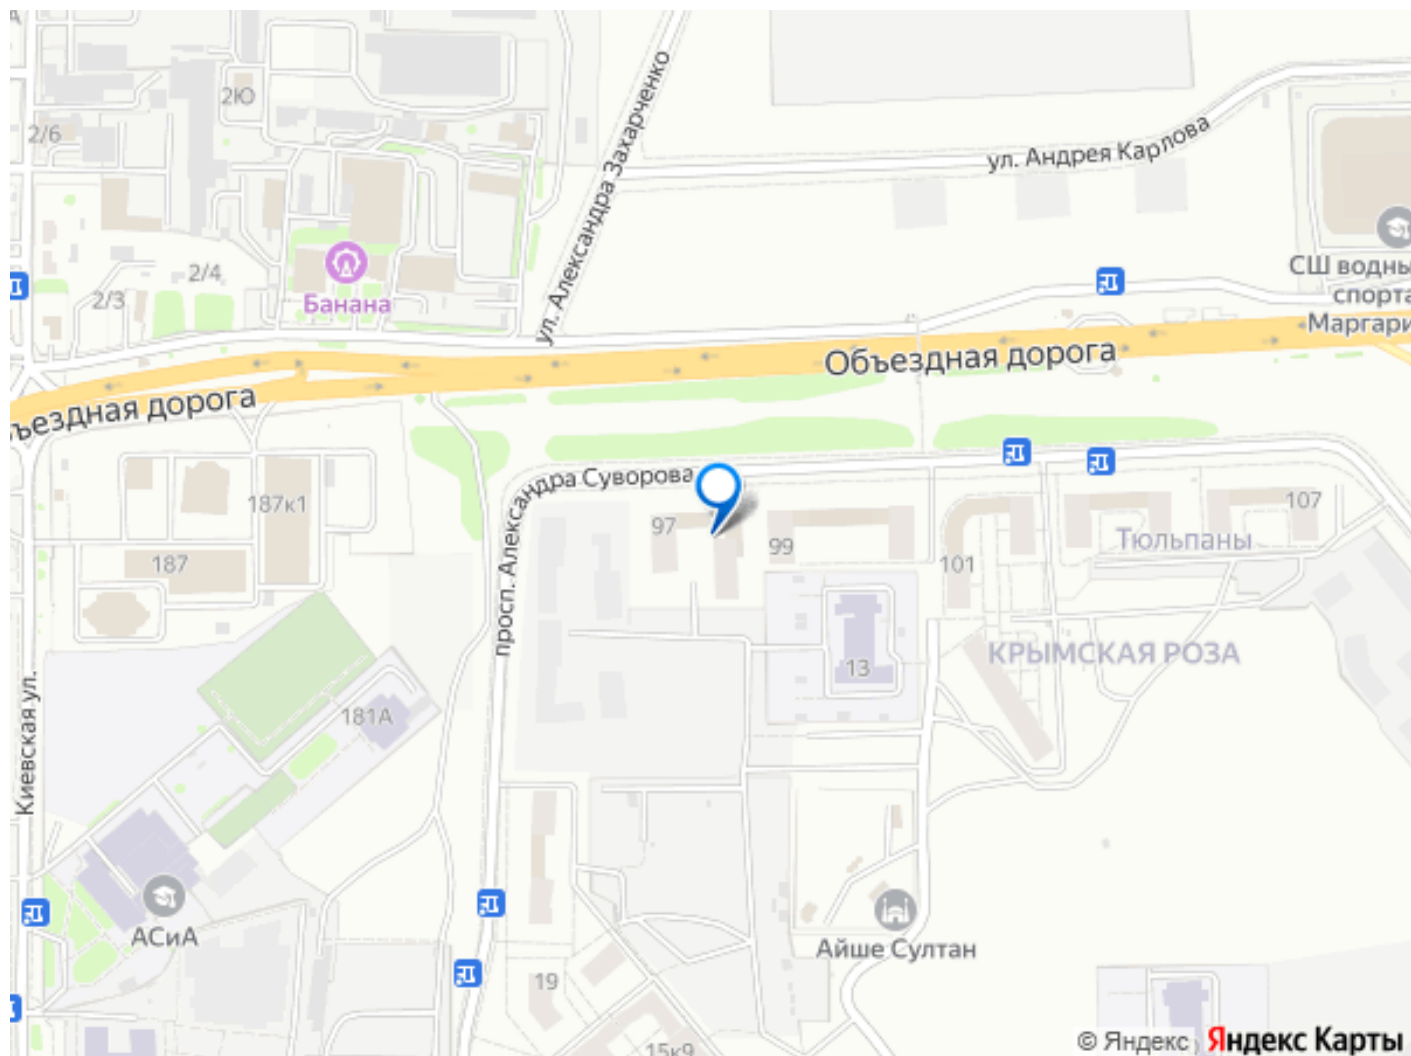 2Ю
2/6
ул. Александра Захарченко
ул. Андрея Карлова
2/4
2/3
Банана
СШ водны
спорта
Маргари
Объездная дорога
ъездная дорога
просп. Александра Суворова
187к1
187
97
99
101
107
Тюльпаны
КРЫМСКАЯ РОЗА
13
181А
Киевская ул.
АСиА
Айше Султан
19
15к9
© Яндекс Яндекс Карты